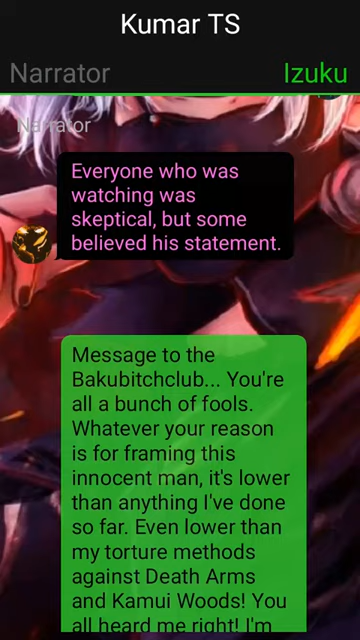 Kumar TS
Narrator
Izuku
Narrator
Everyone who was
watching was
skeptical, but some
believed his statement.
Message to the
Bakubitchclub... You're
all a bunch of fools.
Whatever your reason
is for framing this
innocent man, it's lower
than anything I've done
so far. Even lower than
my torture methods
against Death Arms
and Kamui Woods! You
all heard me right! I'm